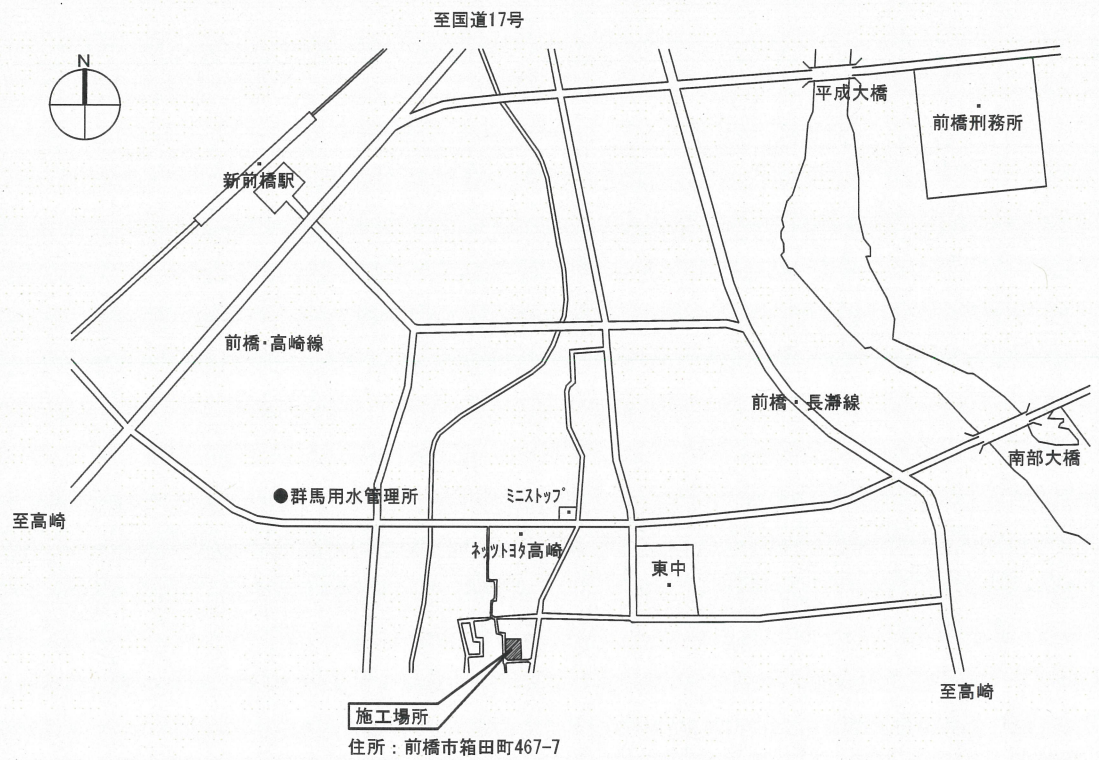 至国道17号
N
平成大橋
前橋刑務所
新前橋駅
前橋・高崎線
前橋・長瀞線
南部大橋
●群馬用水管理所
ﾐﾆｽﾄｯﾌﾟ
至高崎
ﾈｯﾂﾄﾖﾀ高崎
東中
至高崎
施工場所
住所：前橋市箱田町467-7